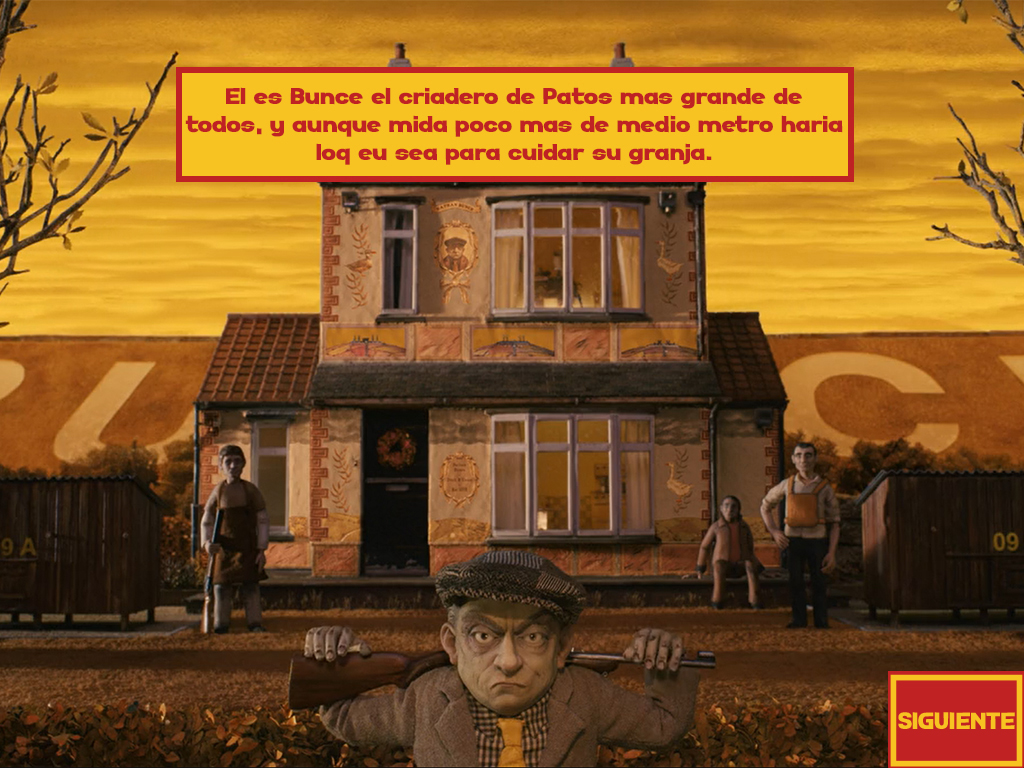 El es Bunce el criadero de Patos mas grande de
todos, y aunque mida poco mas de medio metro haria
loq eu sea para cuidar su granja.
9 A
09
SIGUIENTE